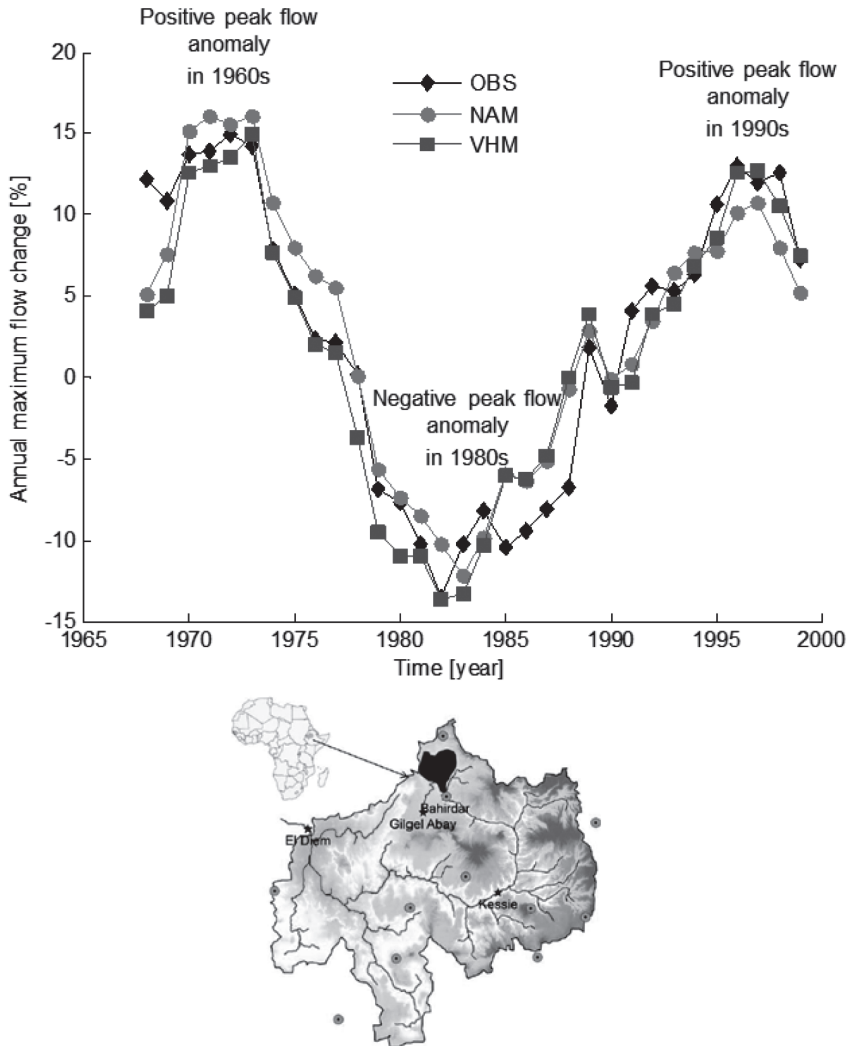 Positive peak flow
anomaly
in 1960s
Positive peak flow
anomaly
in 1990s
OBS
NAM
VHM
Negative peak flow
anomaly
in 1980s
Annual maximum flow change [%]
20
15
10
5
0
-5
-10
-15
1965
1970
1975
1980
1985
1990
1995
2000
Time [year]
Bahirdar
Gilgel Abay
El Diem
Kessie